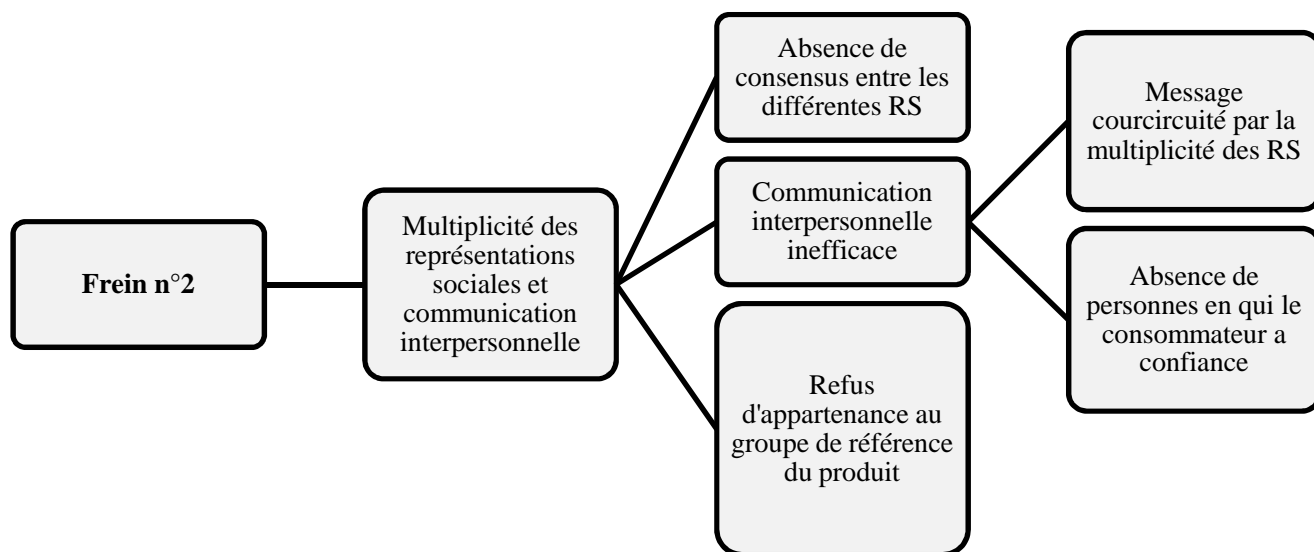 Frein n°2
Multiplicité des
représentations
sociales et
communication
interpersonnelle
Absence de
consensus entre les
différentes RS
Communication
interpersonnelle
inefficace
Refus
d'appartenance au
groupe de référence
du produit
Message
courcircuité par la
multiplicité des RS
Absence de
personnes en qui le
consommateur a
confiance